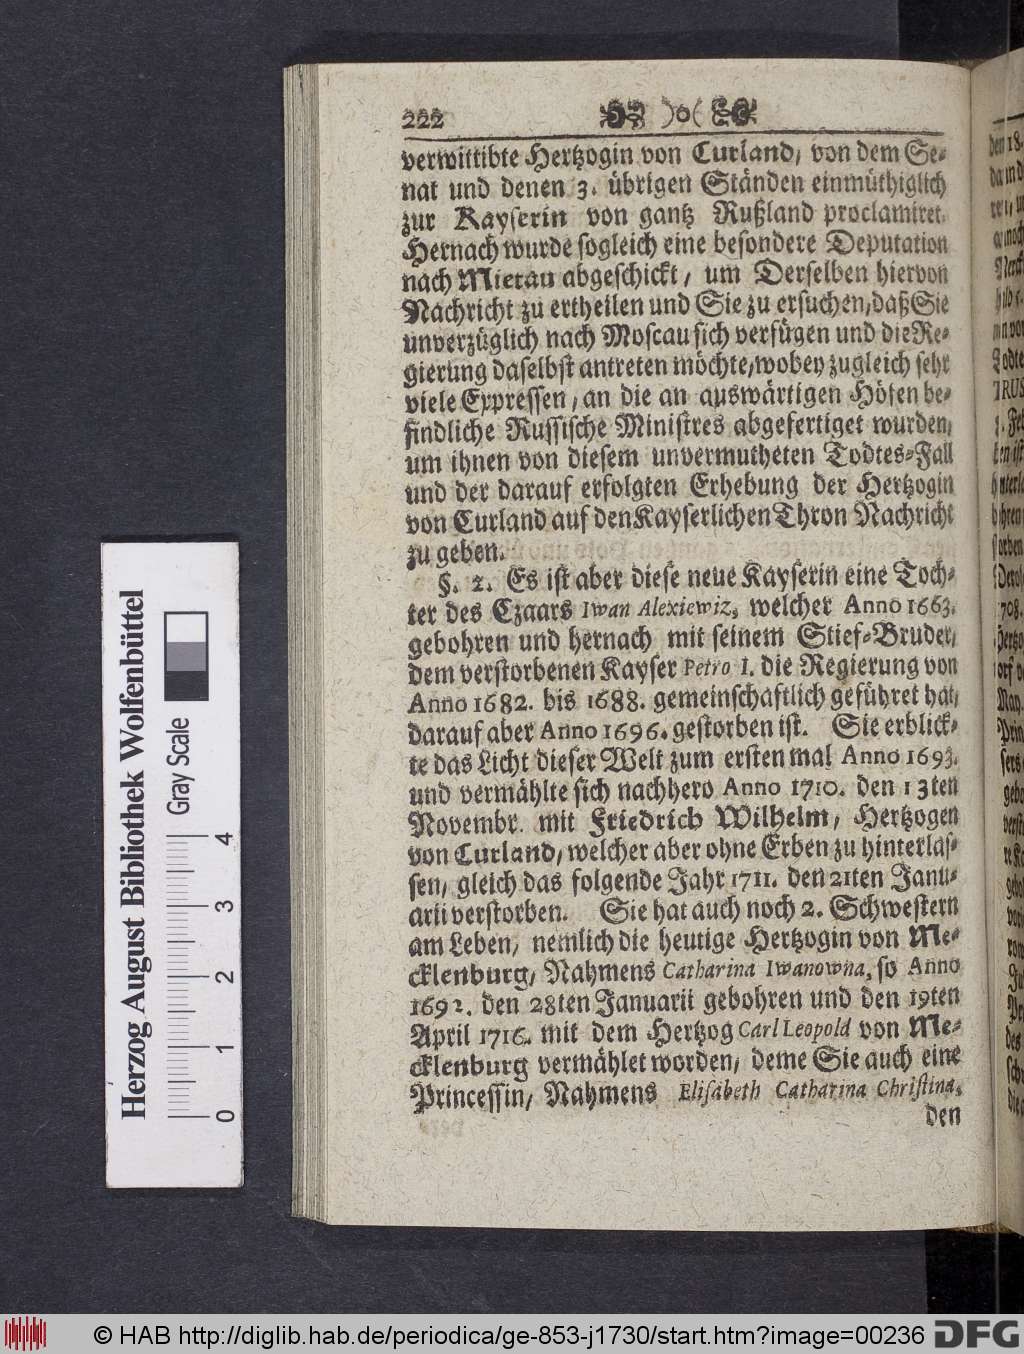 222
verwittibte Hertzogin von Curland, von dem Se-
nat und denen 3. übrigen Ständen einmüthiglich
zur Kayserin von gantz Rußland proclamiret.
Hernach wurde sogleich eine besondere Deputation
nach Mietau abgeschickt, um Derselben hiervon
Nachricht zu ertheilen und Sie zu ersuchen, daß Sie
unverzüglich nach Moscau sich verfügen und die Re-
gierung daselbst antreten möchte, wobey zugleich sehr
viele Expressen, an die an auswärtigen Höfen be-
findliche Russische Ministres abgefertiget wurden,
um ihnen von diesem unvermutheten Todtes-Fall
und der darauf erfolgten Erhebung der Hertzogin
von Curland auf den Kayserlichen Thron Nachricht
zu geben.
§. 2. Es ist aber diese neue Kayserin eine Toch-
ter des Czaars Iwan Alexiewiz, welcher Anno 1663.
gebohren und hernach mit seinem Stief-Bruder,
dem verstorbenen Kayser Petro I. die Regierung von
Anno 1682. bis 1688. gemeinschaftlich geführet hat,
darauf aber Anno 1696. gestorben ist. Sie erblick-
te das Licht dieser Welt zum ersten mal Anno 1693.
und vermählte sich nachhero Anno 1710. den 13ten
Novembr. mit Friedrich Wilhelm, Hertzogen
von Curland, welcher aber ohne Erben zu hinterlas-
sen, gleich das folgende Jahr 1711. den 21ten Janu-
arii verstorben. Sie hat auch noch 2. Schwestern
am Leben, nemlich die heutige Hertzogin von Me-
cklenburg, Nahmens Catharina Iwanowna, so Anno
1692. den 28ten Januarii gebohren und den 19ten
April 1716. mit dem Hertzog Carl Leopold von Me-
cklenburg vermählet worden, deme Sie auch eine
Princessin, Nahmens Elisabeth Catharina Christina,
den
Herzog August Bibliothek Wolfenbüttel
Gray Scale
0 1 2 3 4
© HAB http://diglib.hab.de/periodica/ge-853-j1730/start.htm?image=00236
DFG